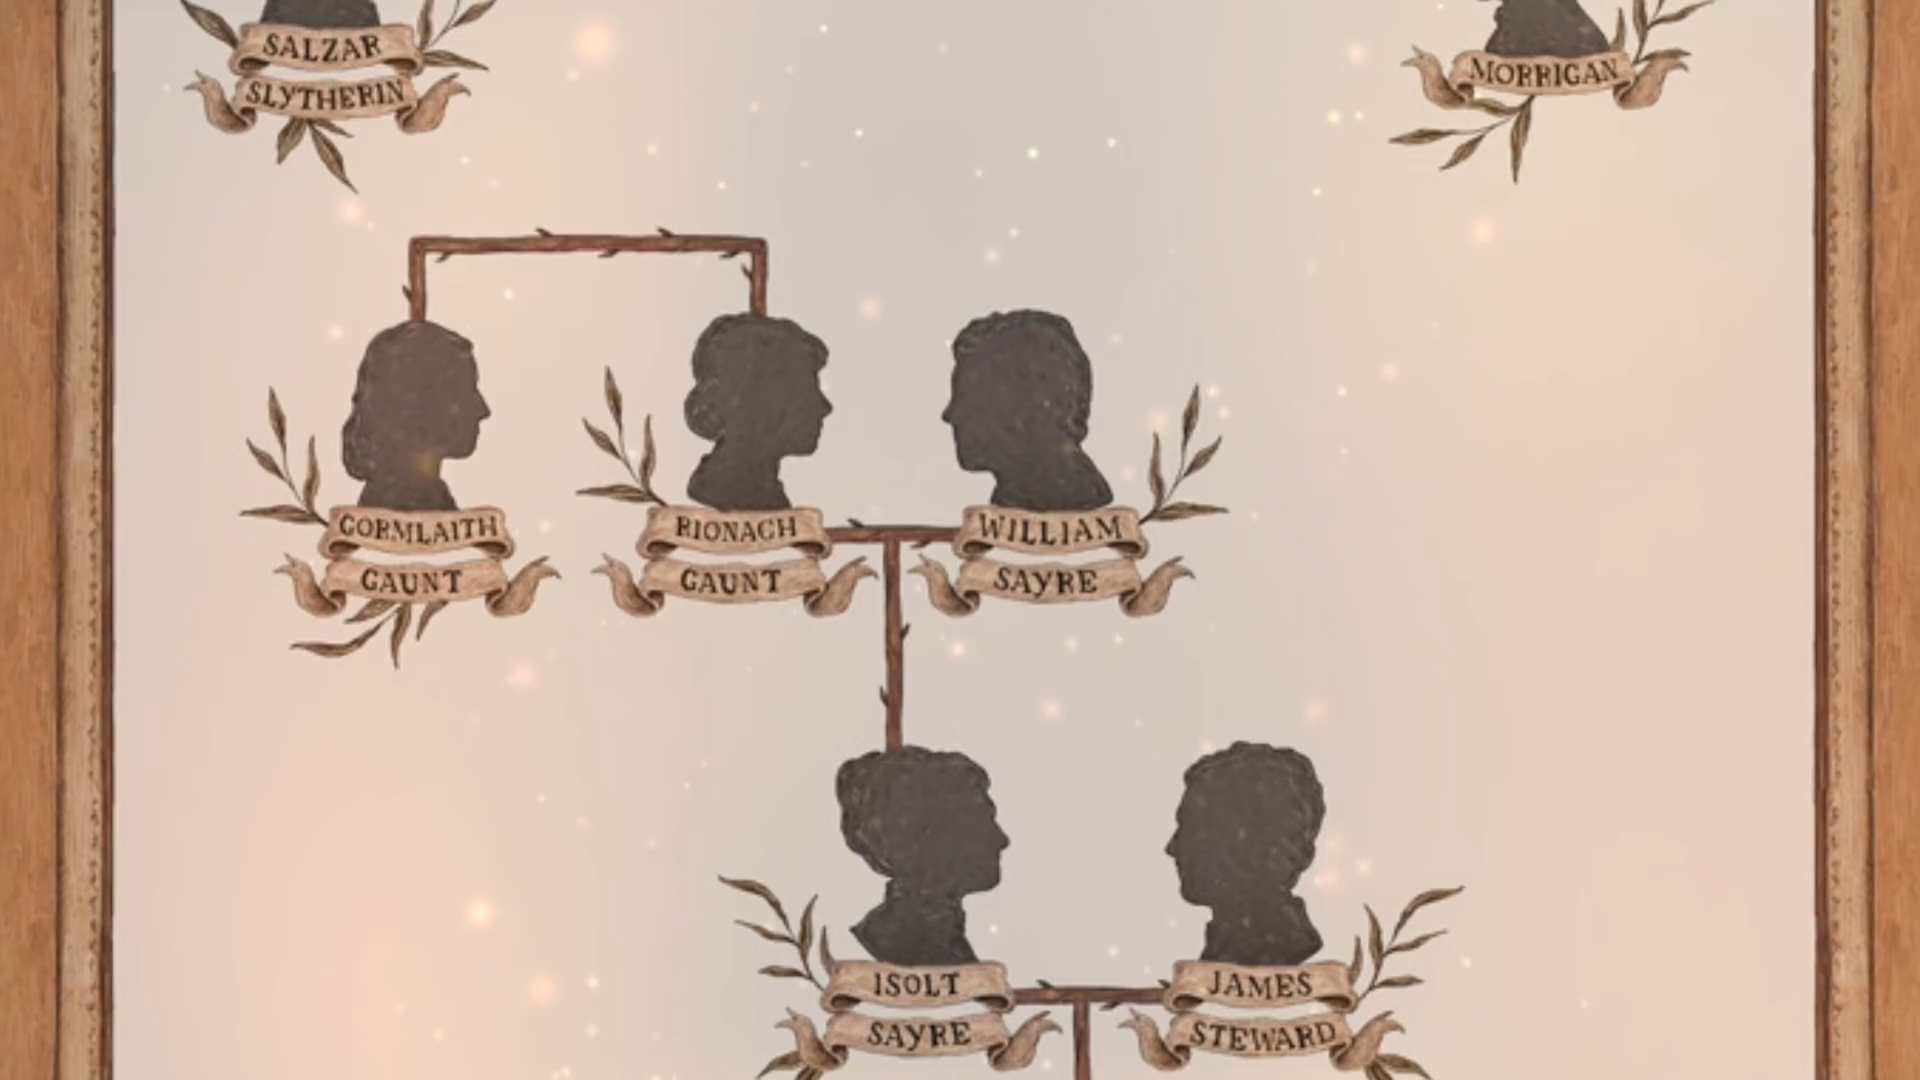 SALZAR
SLYTHERIN
MORRIGAN
GORMLAITH
GAUNT
RIONACH
GAUNT
WILLIAM
SAYRE
ISOLT
SAYRE
JAMES
STEWARD